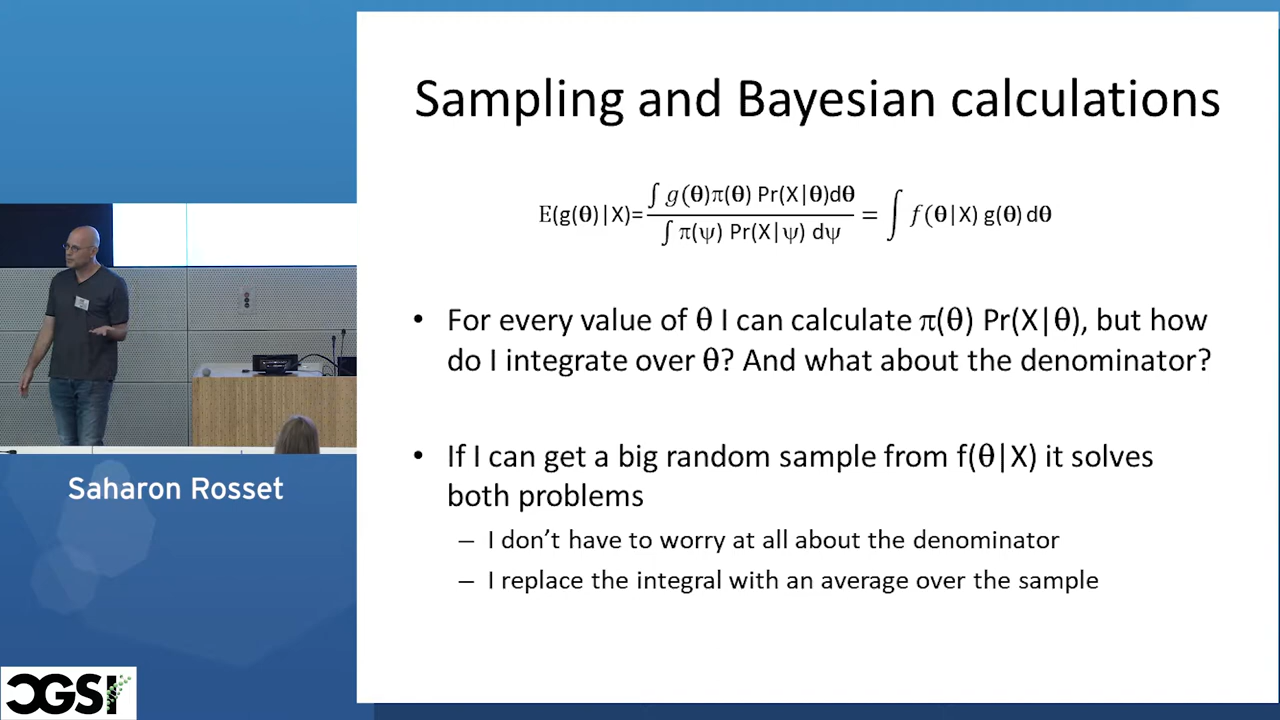 Sampling and Bayesian calculations
E(g(θ)|X)= ∫ g(θ)π(θ) Pr(X|θ)dθ / ∫ π(ψ) Pr(X|ψ) dψ = ∫ f(θ|X) g(θ) dθ
• For every value of θ I can calculate π(θ) Pr(X|θ), but how
do I integrate over θ? And what about the denominator?
• If I can get a big random sample from f(θ|X) it solves
both problems
– I don’t have to worry at all about the denominator
– I replace the integral with an average over the sample
Saharon Rosset
CGSI